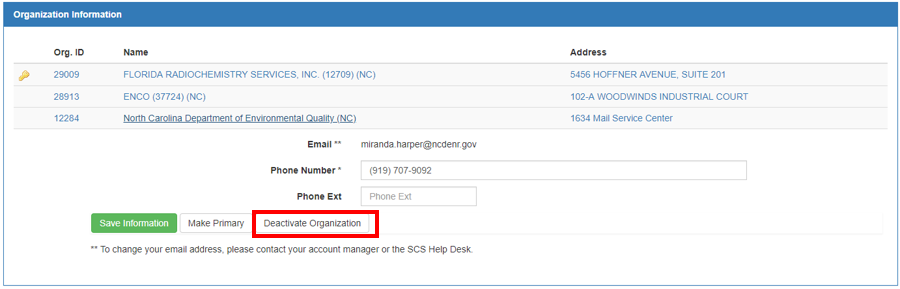 Organization Information
Org. ID Name Address
29009 FLORIDA RADIOCHEMISTRY SERVICES, INC. (12709) (NC) 5456 HOFFNER AVENUE, SUITE 201
28913 ENCO (37724) (NC) 102-A WOODWINDS INDUSTRIAL COURT
12284 North Carolina Department of Environmental Quality (NC) 1634 Mail Service Center
Email ** miranda.harper@ncdenr.gov
Phone Number * (919) 707-9092
Phone Ext Phone Ext
Save Information Make Primary Deactivate Organization
** To change your email address, please contact your account manager or the SCS Help Desk.